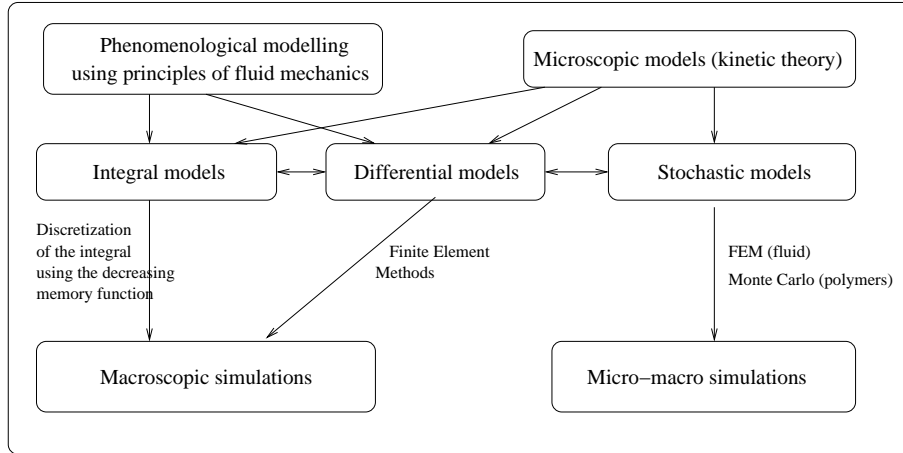 Phenomenological modelling
using principles of fluid mechanics
Microscopic models (kinetic theory)
Integral models
Differential models
Stochastic models
Discretization
of the integral
using the decreasing
memory function
Finite Element
Methods
FEM (fluid)
Monte Carlo (polymers)
Macroscopic simulations
Micro−macro simulations